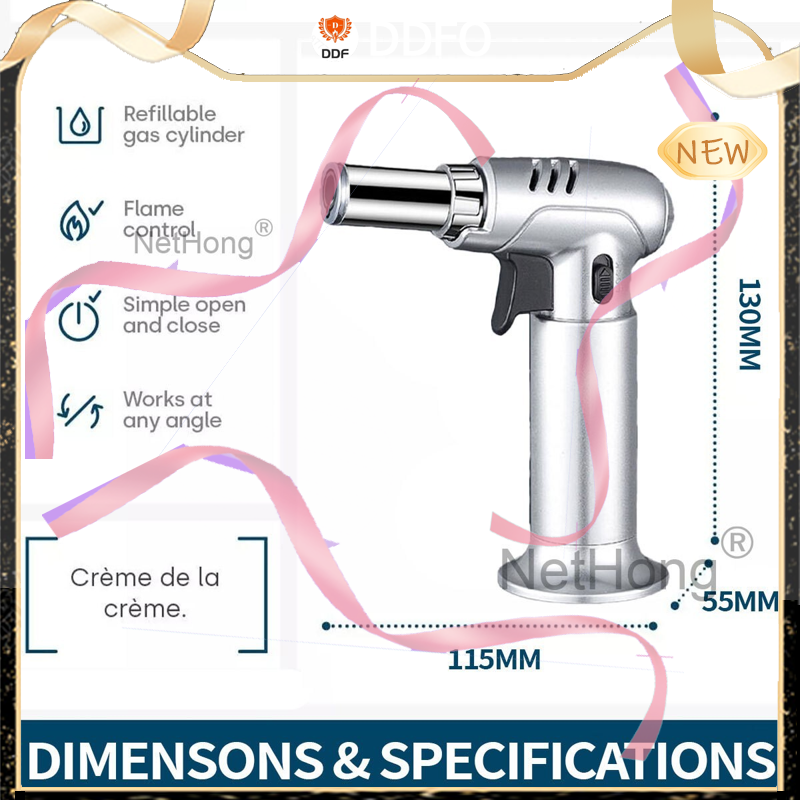 DDFO
DDF
NEW
Refillable
gas cylinder
Flame
control
NetHong®
Simple open
and close
Works at
any angle
130MM
Crème de la
crème.
NetHong®
55MM
115MM
DIMENSONS & SPECIFICATIONS